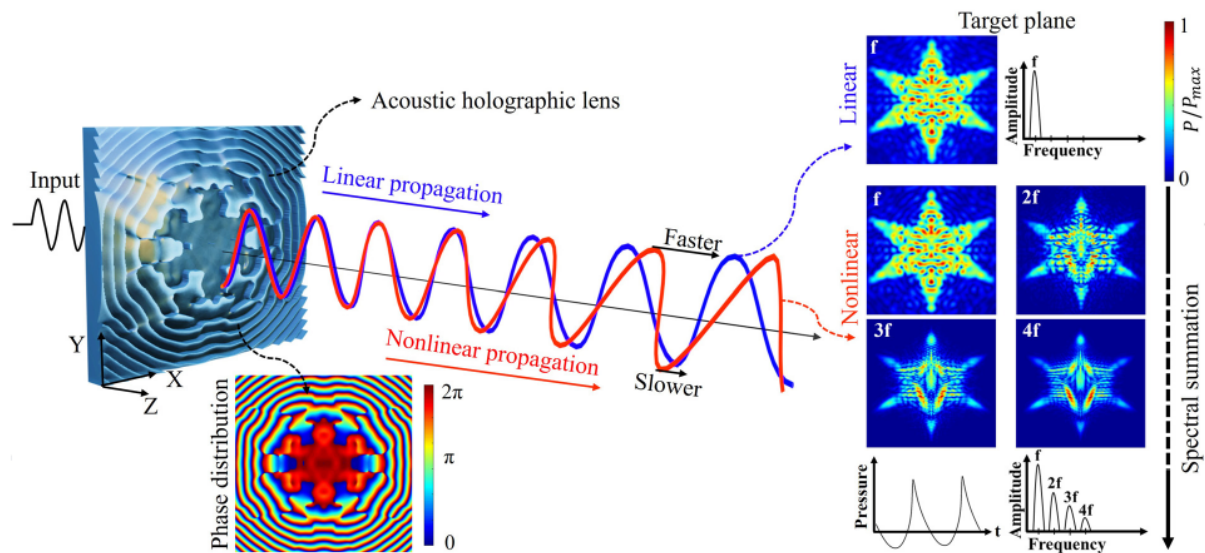 Target plane
Acoustic holographic lens
Input
Linear propagation
Faster
Nonlinear propagation
Slower
Y
X
Z
Phase distribution
2π
π
0
Linear
f
Amplitude
f
Frequency
1
P/Pmax
0
Nonlinear
f
2f
3f
4f
Spectral summation
Pressure
t
Amplitude
f
2f
3f
4f
Frequency